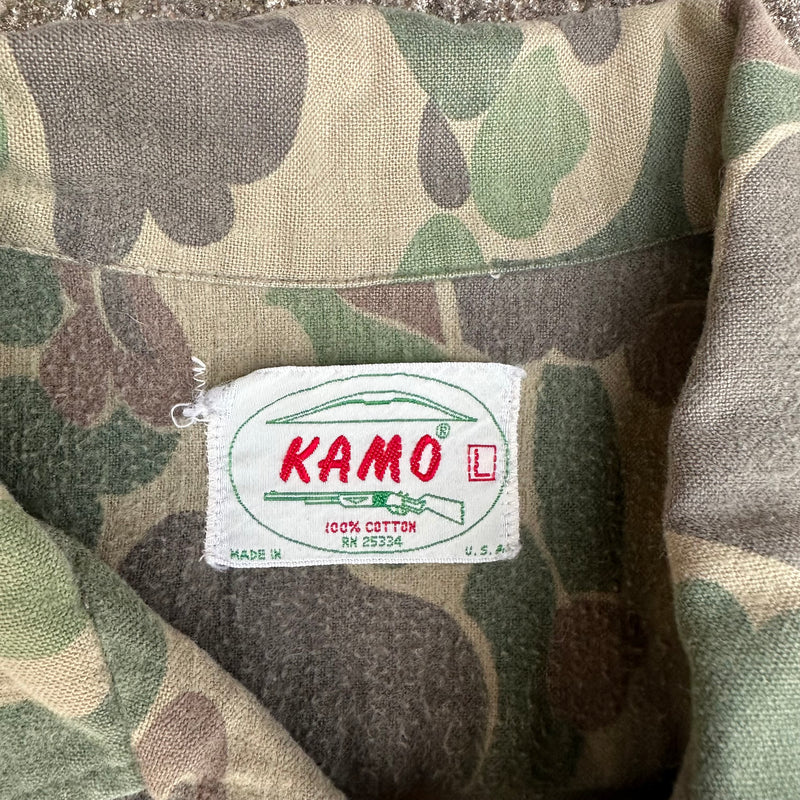 KAMO®
L
100% COTTON
RN 25334
MADE IN U.S.A.